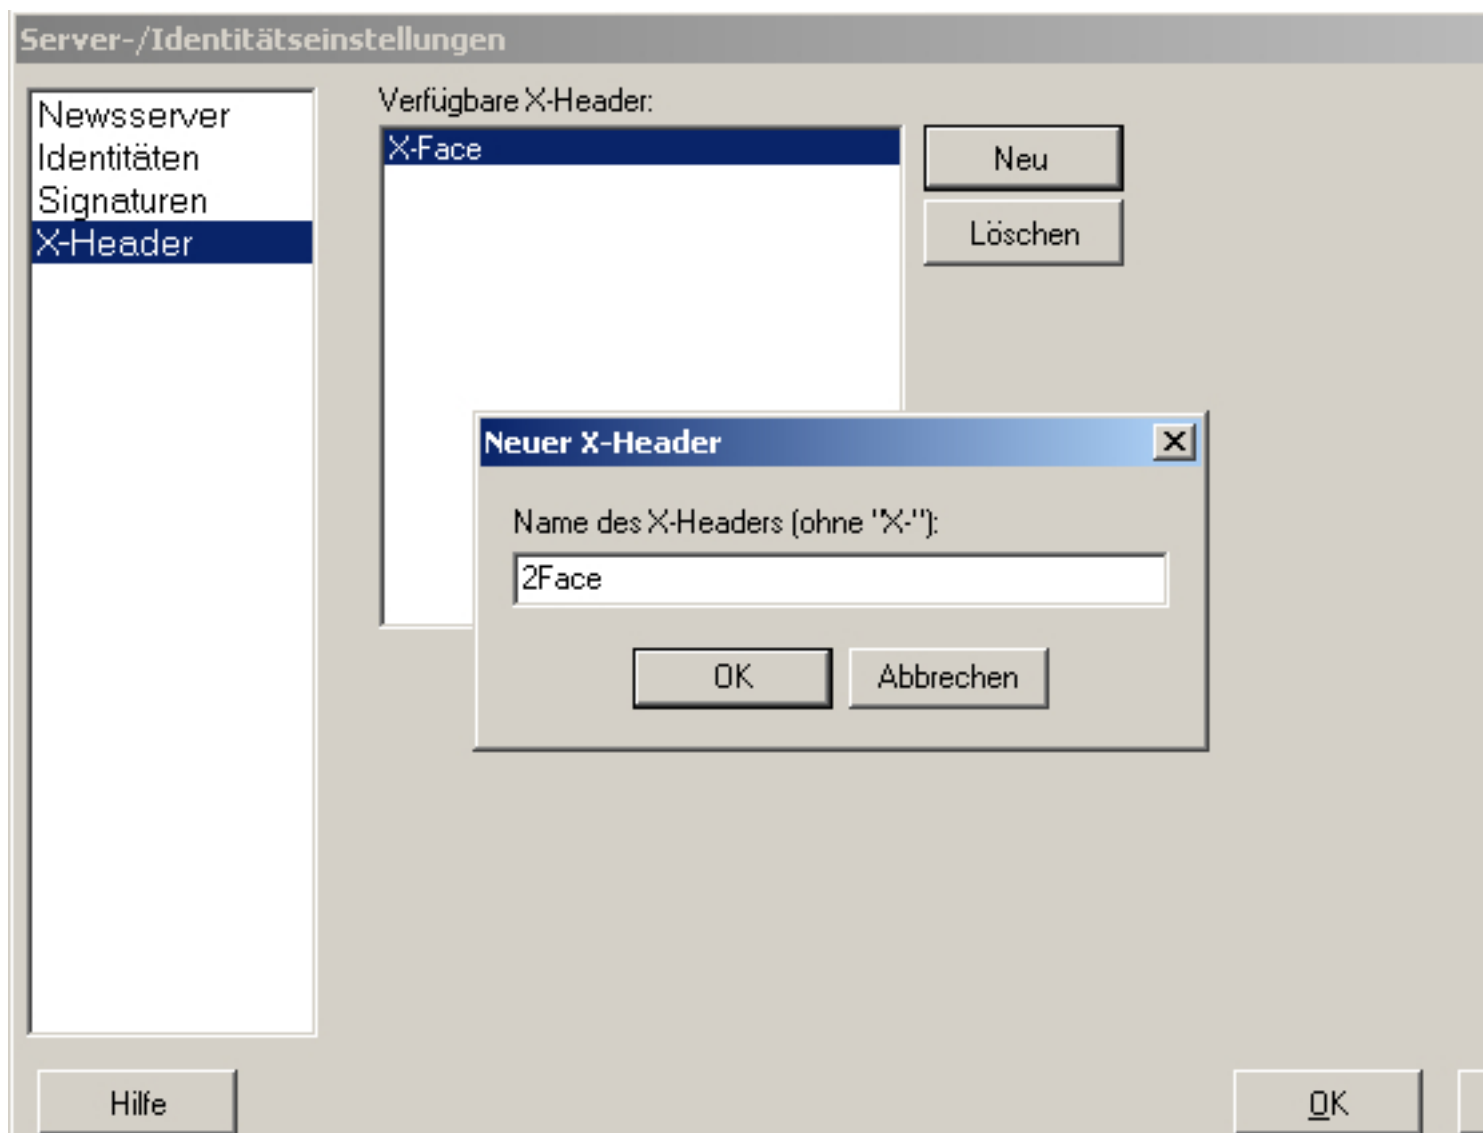 Server-/Identitätseinstellungen
Newsserver
Identitäten
Signaturen
X-Header
Verfügbare X-Header:
X-Face
Neu
Löschen
Neuer X-Header
Name des X-Headers (ohne "X-"):
2Face
OK
Abbrechen
Hilfe
OK